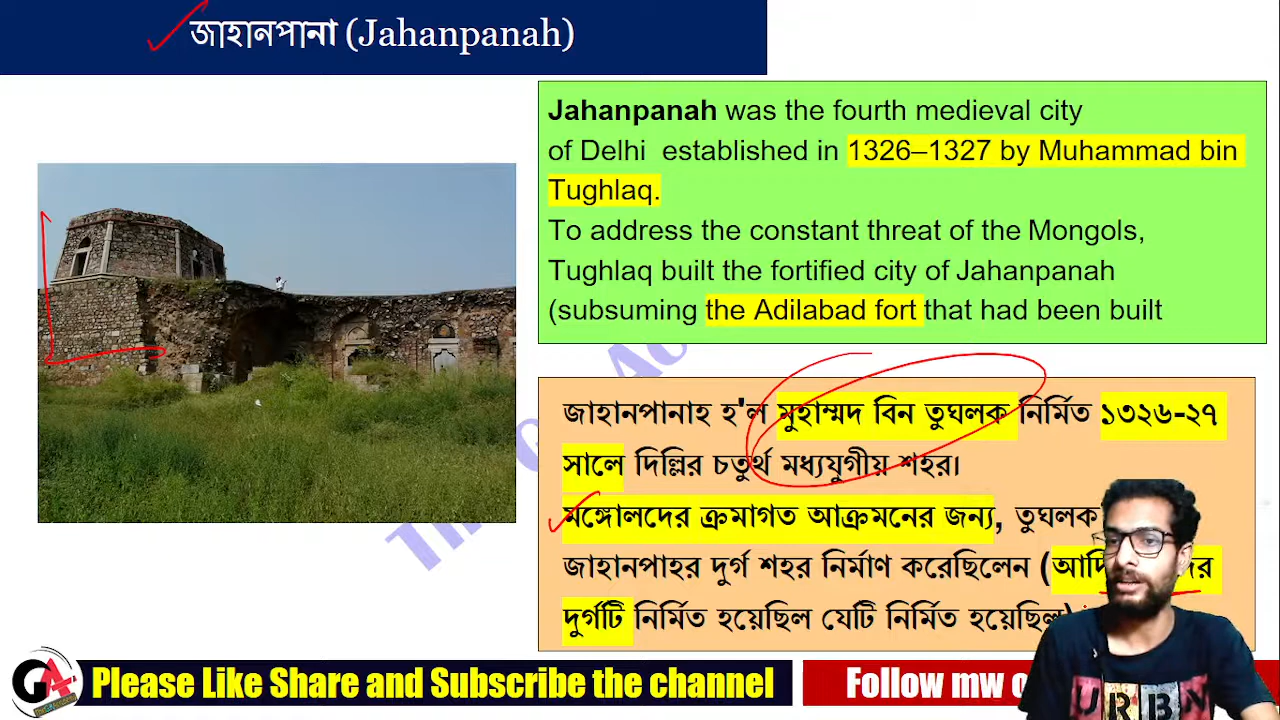 জাহানপানা (Jahanpanah)
Jahanpanah was the fourth medieval city
of Delhi established in 1326–1327 by Muhammad bin
Tughlaq.
To address the constant threat of the Mongols,
Tughlaq built the fortified city of Jahanpanah
(subsuming the Adilabad fort that had been built
জাহানপানাহ হ'ল মুহাম্মদ বিন তুঘলক নির্মিত ১৩২৬-২৭
সালে দিল্লির চতুর্থ মধ্যযুগীয় শহর।
মঙ্গোলদের ক্রমাগত আক্রমনের জন্য, তুঘলক
জাহানপাহর দুর্গ শহর নির্মাণ করেছিলেন (
দুর্গটি নির্মিত হয়েছিল যেটি নির্মিত হয়েছিল)
GA
Please Like Share and Subscribe the channel
Follow mw
URBN